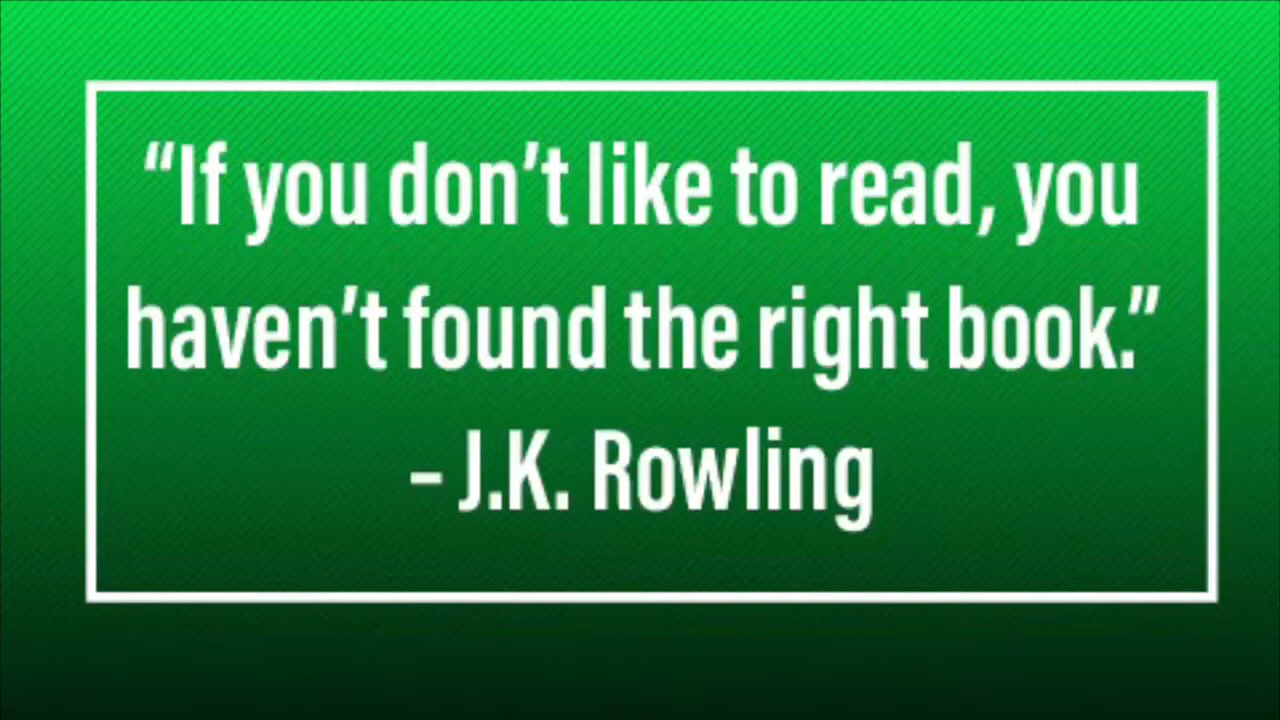 “If you don’t like to read, you
haven’t found the right book.”
– J.K. Rowling